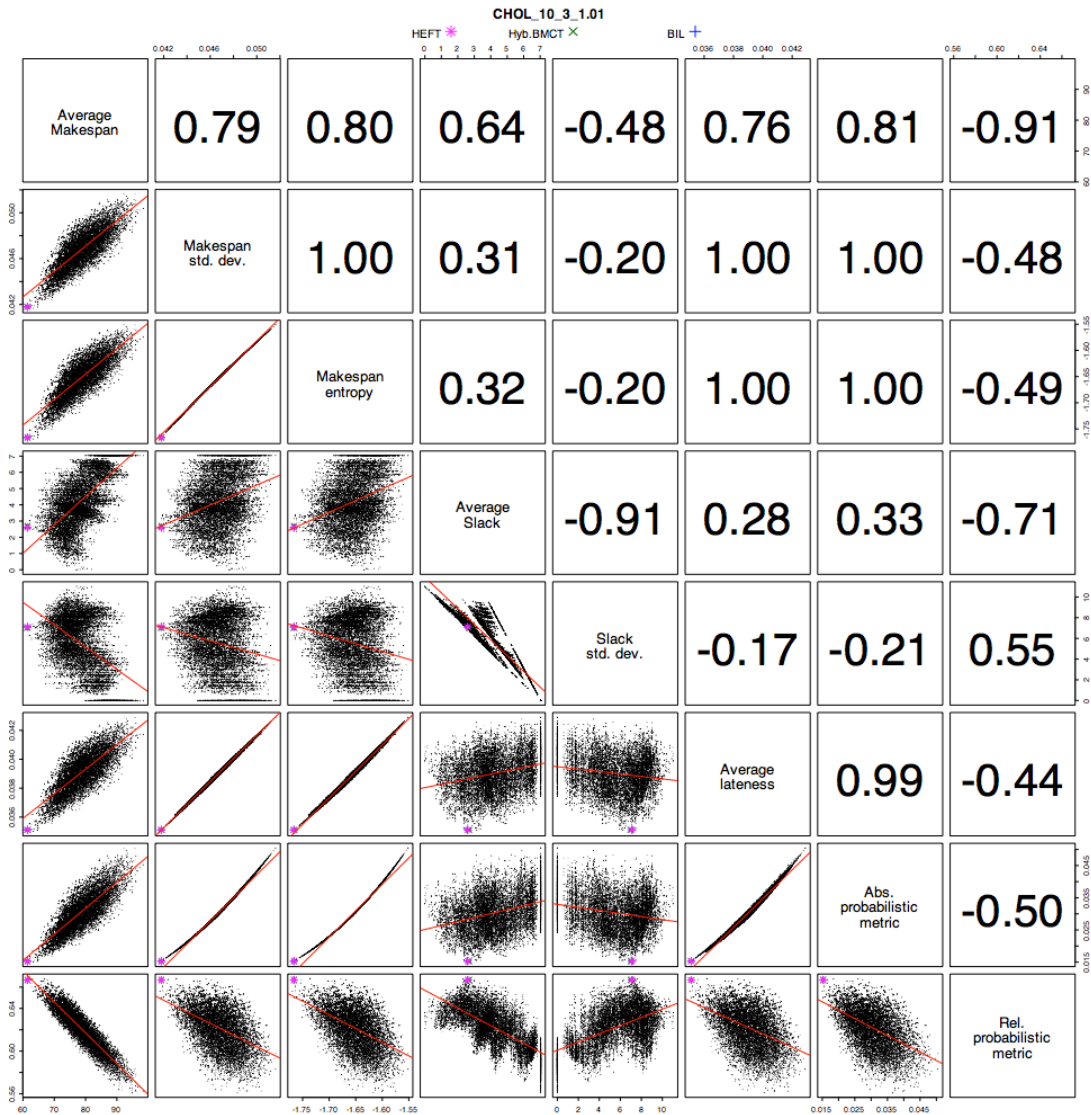 CHOL_10_3_1.01
HEFT Hyb.BMCT BIL
0.042 0.046 0.050 0 1 2 3 4 5 6 7 0.036 0.038 0.040 0.042 0.56 0.60 0.64
Average
Makespan
0.79 0.80 0.64 -0.48 0.76 0.81 -0.91
60 70 80 90
0.042 0.046 0.050
Makespan
std. dev.
1.00 0.31 -0.20 1.00 1.00 -0.48
Makespan
entropy
0.32 -0.20 1.00 1.00 -0.49
-1.75 -1.70 -1.65 -1.60 -1.55
0 1 2 3 4 5 6 7
Average
Slack
-0.91 0.28 0.33 -0.71
Slack
std. dev.
-0.17 -0.21 0.55
0 2 4 6 8 10
0.036 0.038 0.040 0.042
Average
lateness
0.99 -0.44
Abs.
probabilistic
metric
-0.50
0.015 0.025 0.035 0.045
0.56 0.60 0.64
Rel.
probabilistic
metric
60 70 80 90 -1.75 -1.70 -1.65 -1.60 -1.55 0 2 4 6 8 10 0.015 0.025 0.035 0.045